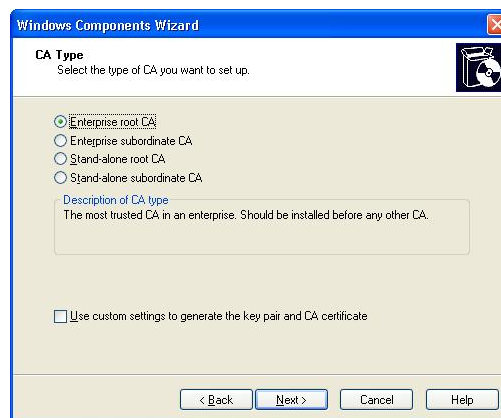 Windows Components Wizard
CA Type
Select the type of CA you want to set up.
Enterprise root CA
Enterprise subordinate CA
Stand-alone root CA
Stand-alone subordinate CA
Description of CA type
The most trusted CA in an enterprise. Should be installed before any other CA.
Use custom settings to generate the key pair and CA certificate
< Back
Next >
Cancel
Help